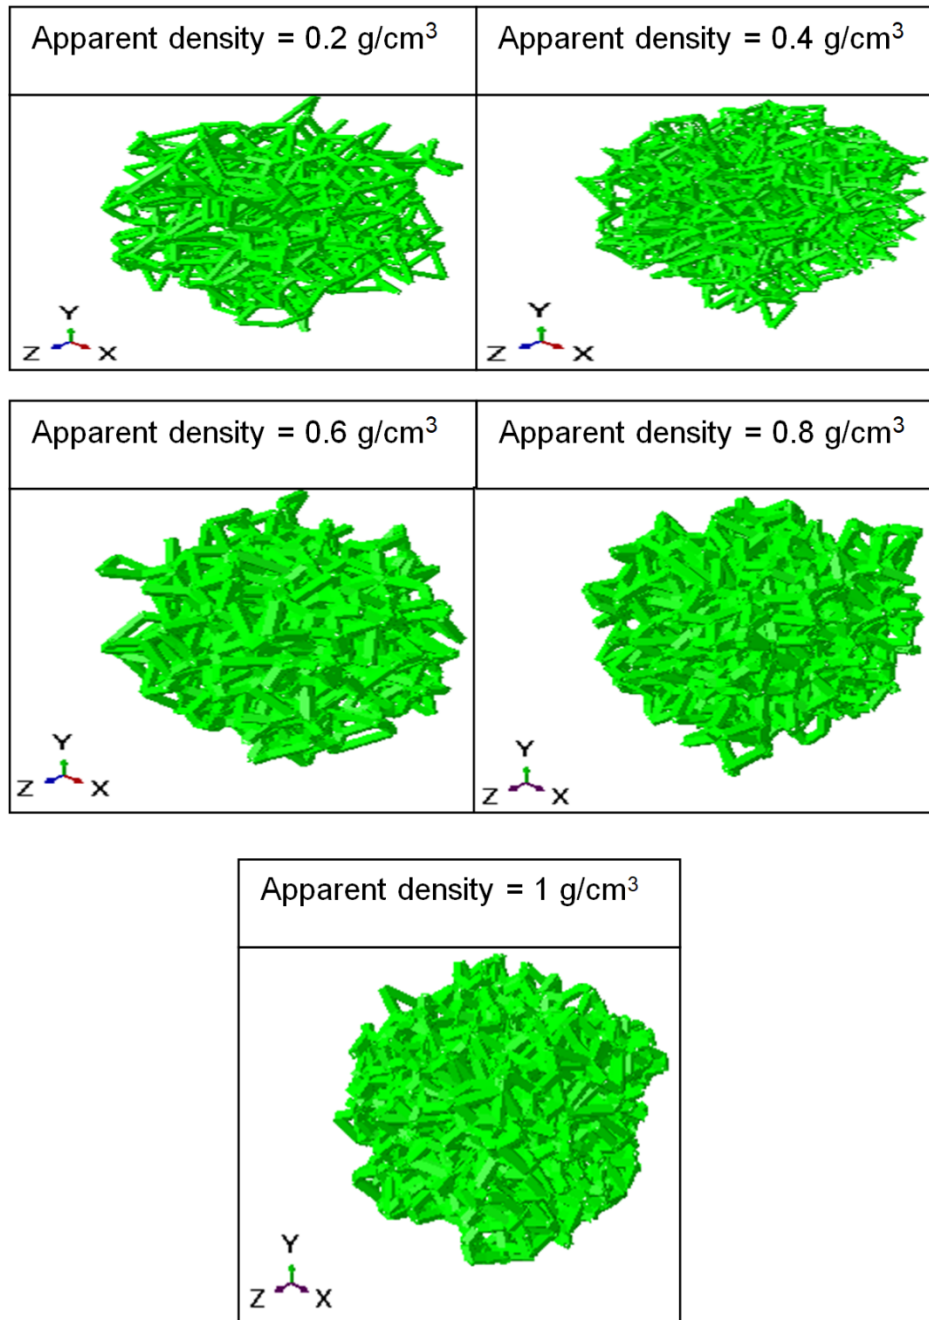 Apparent density = 0.2 g/cm³
Apparent density = 0.4 g/cm³
Y
Z
X
Y
Z
X
Apparent density = 0.6 g/cm³
Apparent density = 0.8 g/cm³
Y
Z
X
Y
Z
X
Apparent density = 1 g/cm³
Y
Z
X